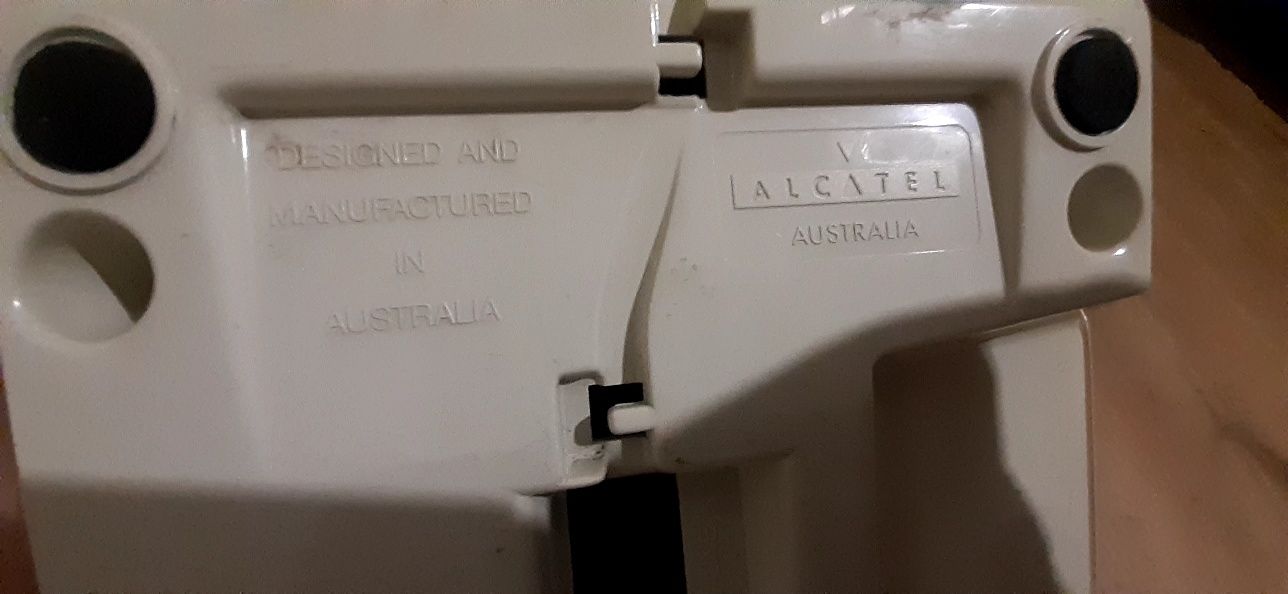 DESIGNED AND
MANUFACTURED
IN
AUSTRALIA
ALCATEL
AUSTRALIA